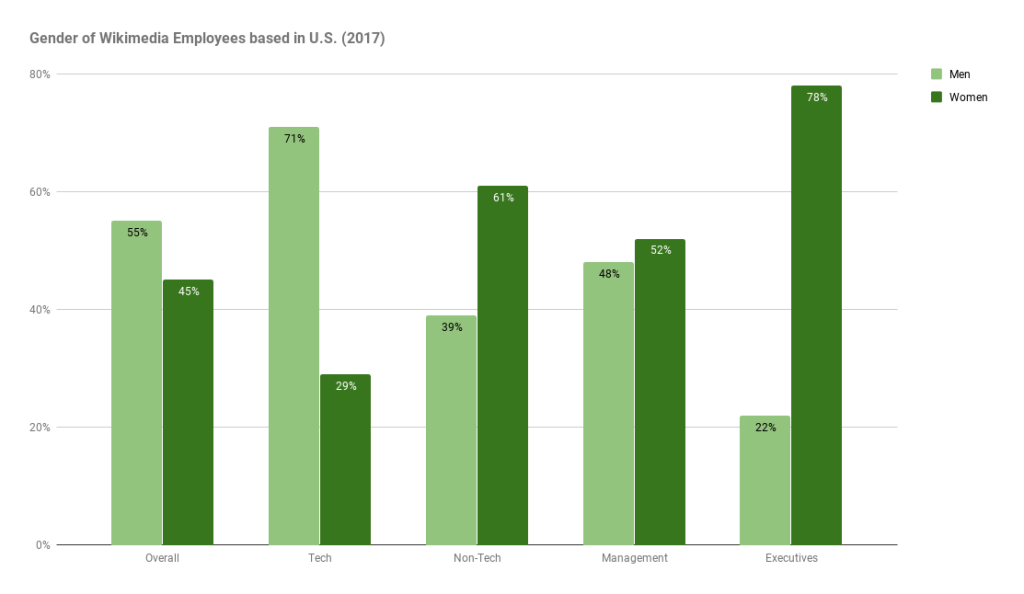 Gender of Wikimedia Employees based in U.S. (2017)
80%
60%
40%
20%
0%
55%
45%
71%
29%
39%
61%
48%
52%
22%
78%
Overall
Tech
Non-Tech
Management
Executives
Men
Women